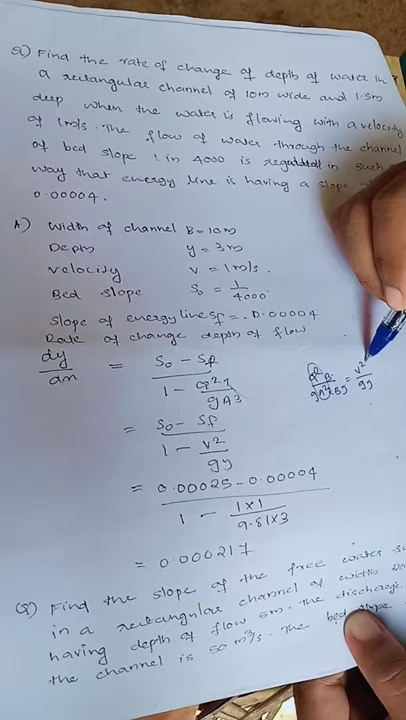 Q) Find the rate of change of depth of water in
a rectangular channel of 10m wide and 1.5m
deep when the water is flowing with a velocity
of 1m/s. The flow of water through the channel
of bed slope 1 in 4000 is regulated in such
way that energy line is having a slope
0.00004.
A) Width of channel B = 10m
Depth y = 3m
Velocity v = 1m/s.
Bed slope S₀ = 1/4000
Slope of energy line Sf = 0.00004
Rate of change depth of flow
dy/dx = S₀ - Sf / 1 - Q²T/gA³
= S₀ - Sf / 1 - v²/gy
= v²/gy
= 0.00025 - 0.00004 / 1 - 1×1/9.81×3
= 0.000217
Q) Find the slope of the free water
in a rectangular channel of width
having depth of flow 5m. The discharge
the channel is 50 m³/s. The bed slope